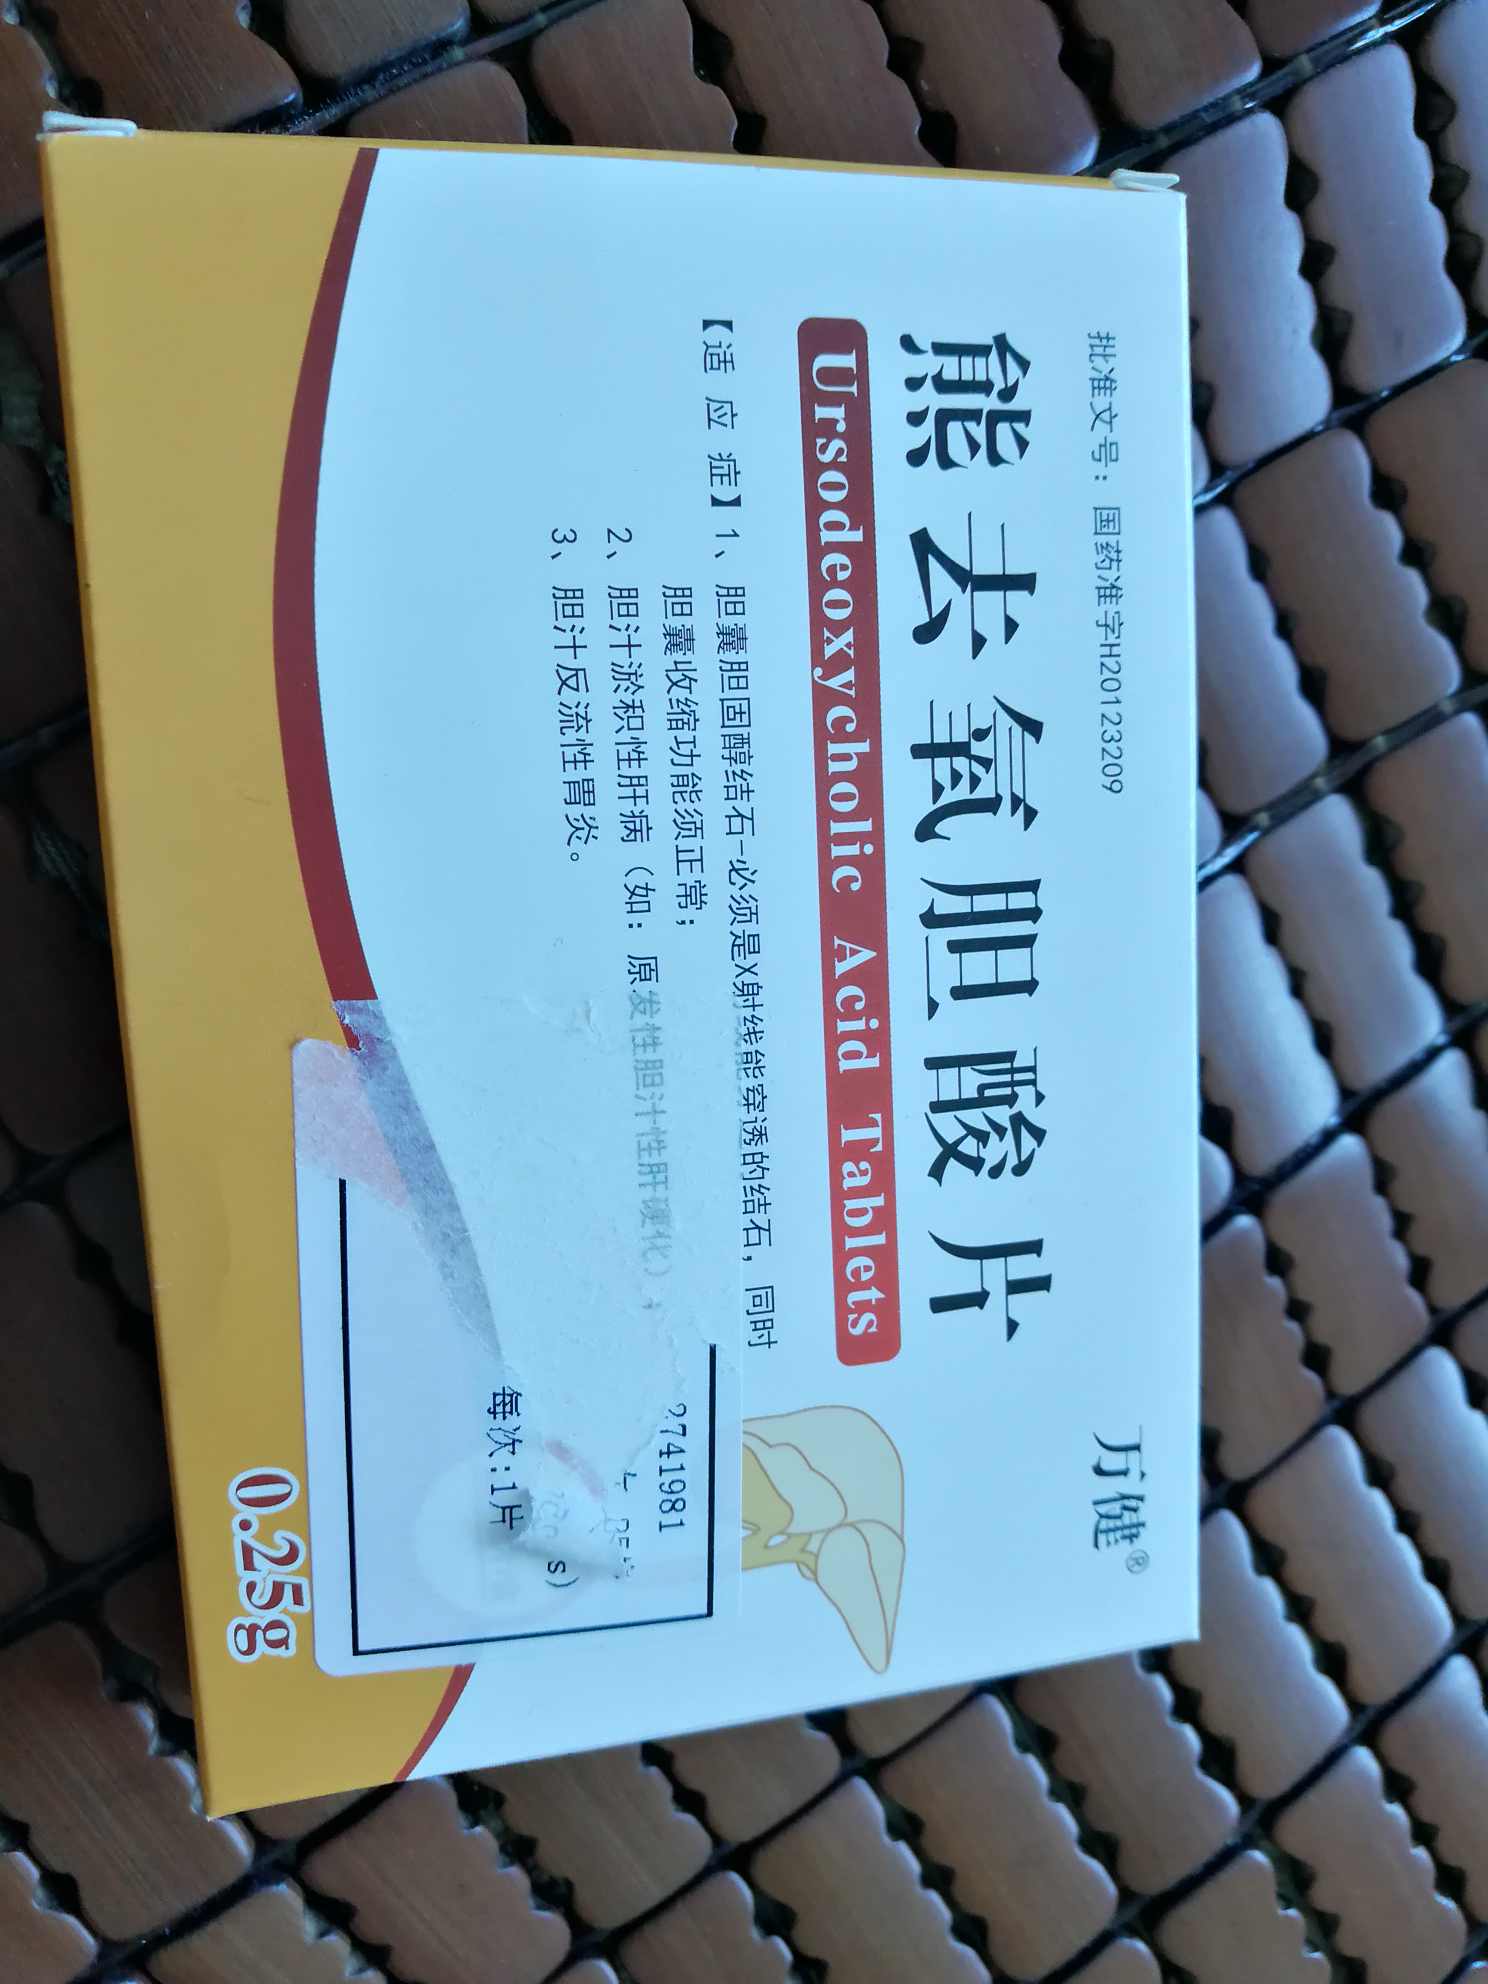 批准文号：国药准字H20123209
万健®
熊去氧胆酸片
Ursodeoxycholic Acid Tablets
【适 应 症】1、胆囊胆固醇结石-必须是X射线能穿诱的结石，同时
胆囊收缩功能须正常；
2、胆汁淤积性肝病（如：原发性胆汁性肝硬化）；
3、胆汁反流性胃炎。
2741981
s)
每次:1片
0.25g